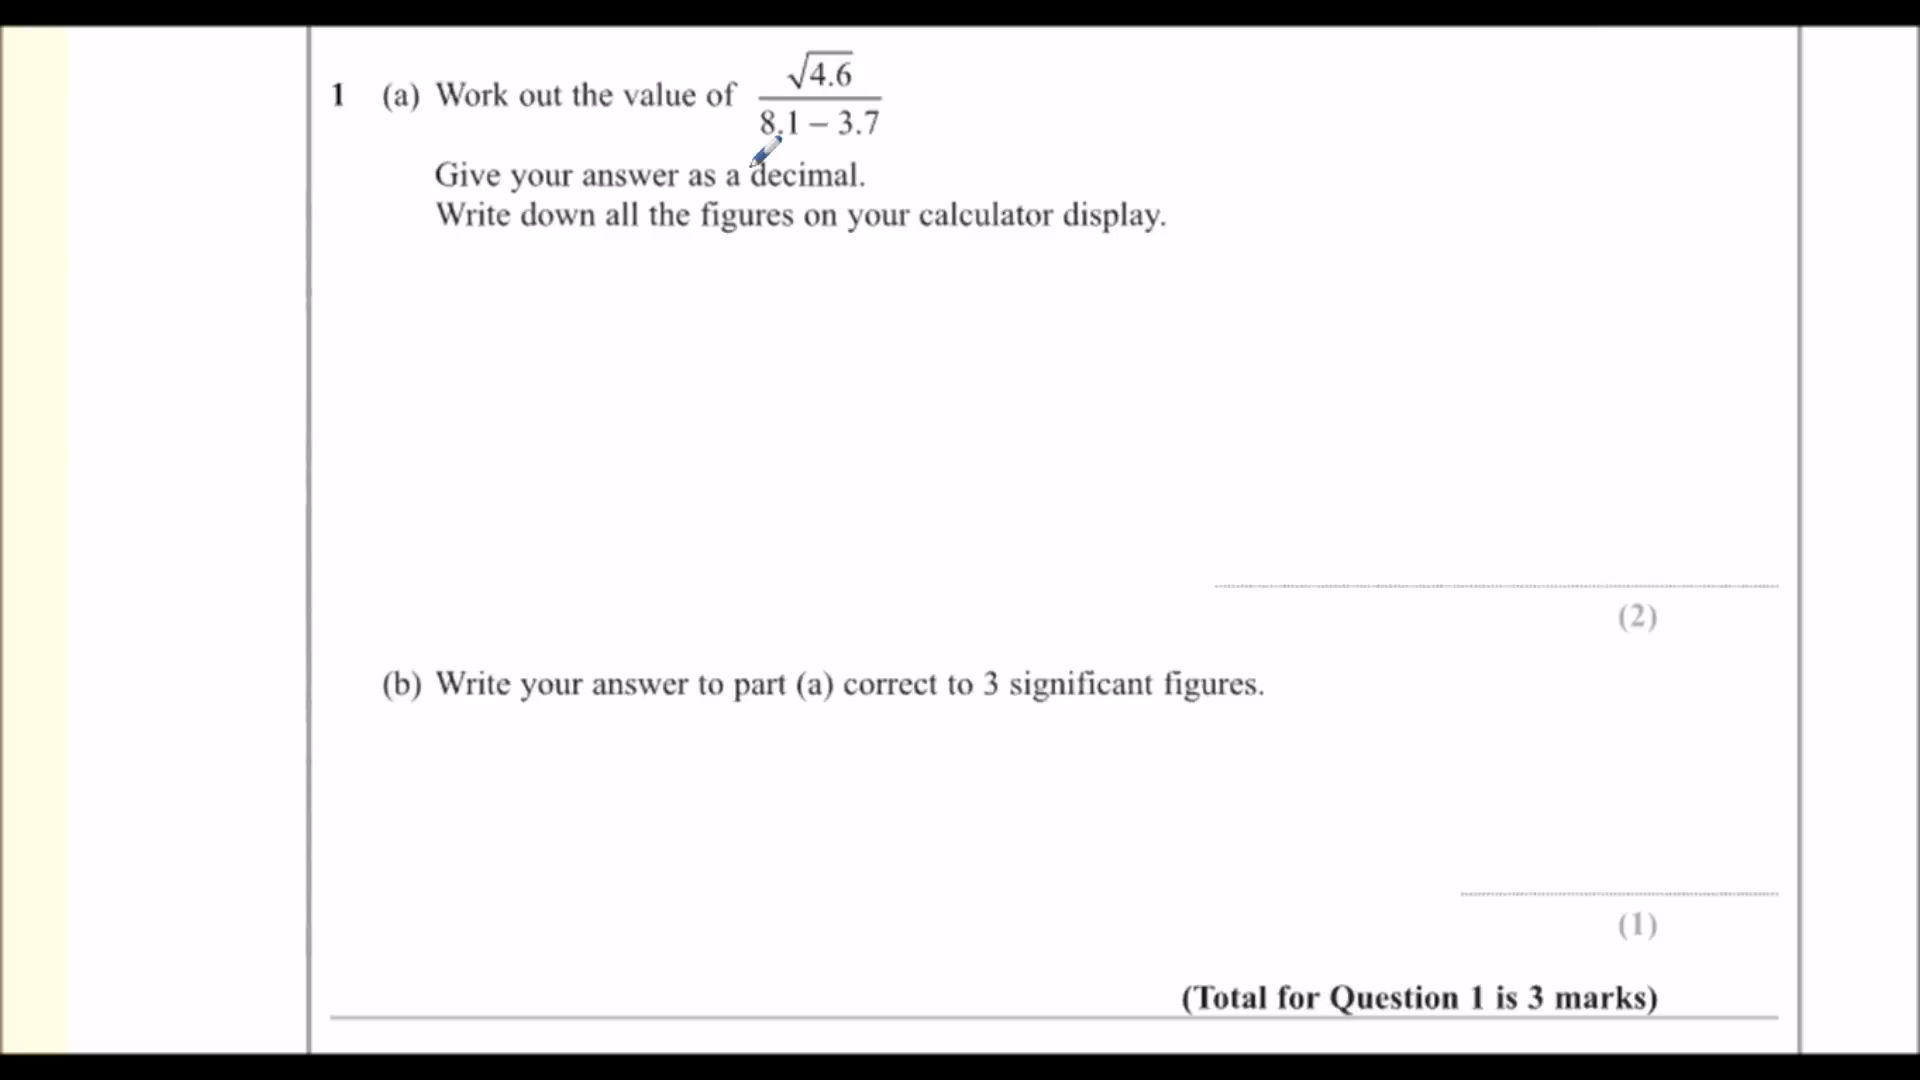 1 (a) Work out the value of √4.6 / 8.1 – 3.7
Give your answer as a decimal.
Write down all the figures on your calculator display.
(2)
(b) Write your answer to part (a) correct to 3 significant figures.
(1)
(Total for Question 1 is 3 marks)